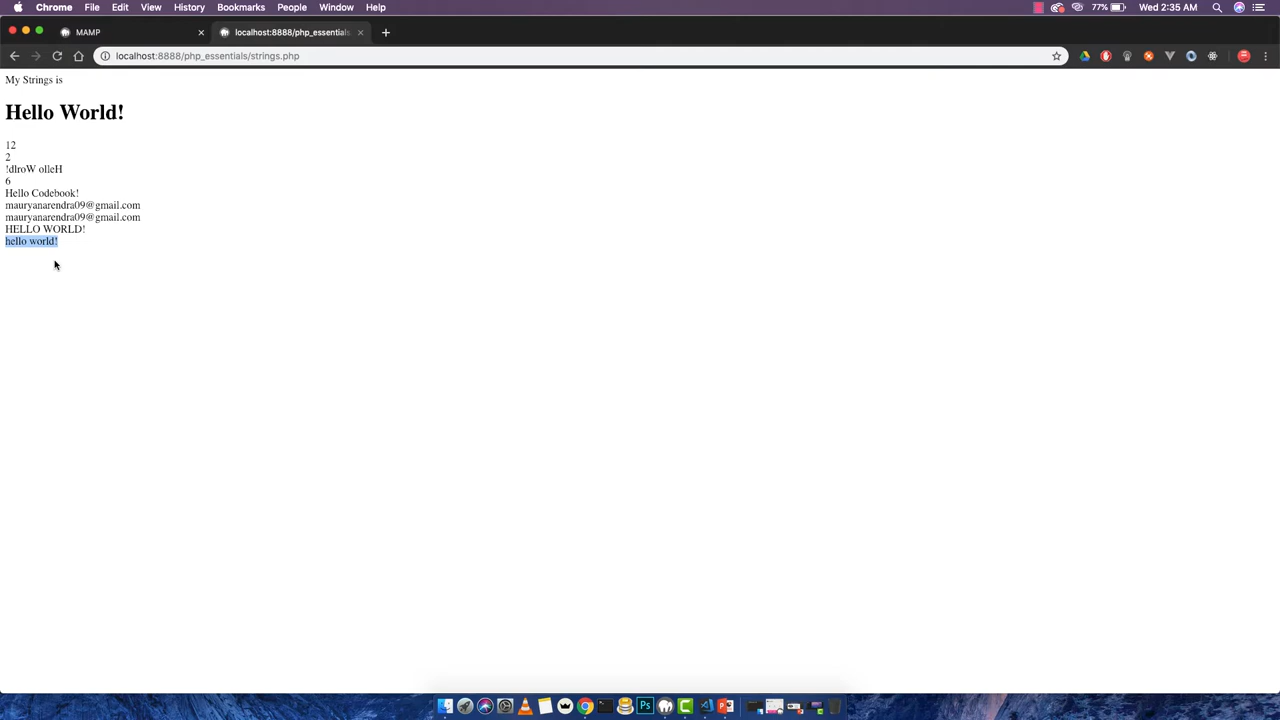 Chrome File Edit View History Bookmarks People Window Help 77% Wed 2:35 AM
MAMP localhost:8888/php_essentials
localhost:8888/php_essentials/strings.php
My Strings is
Hello World!
12
2
!dlroW olleH
6
Hello Codebook!
mauryanarendra09@gmail.com
mauryanarendra09@gmail.com
HELLO WORLD!
hello world!
Ps